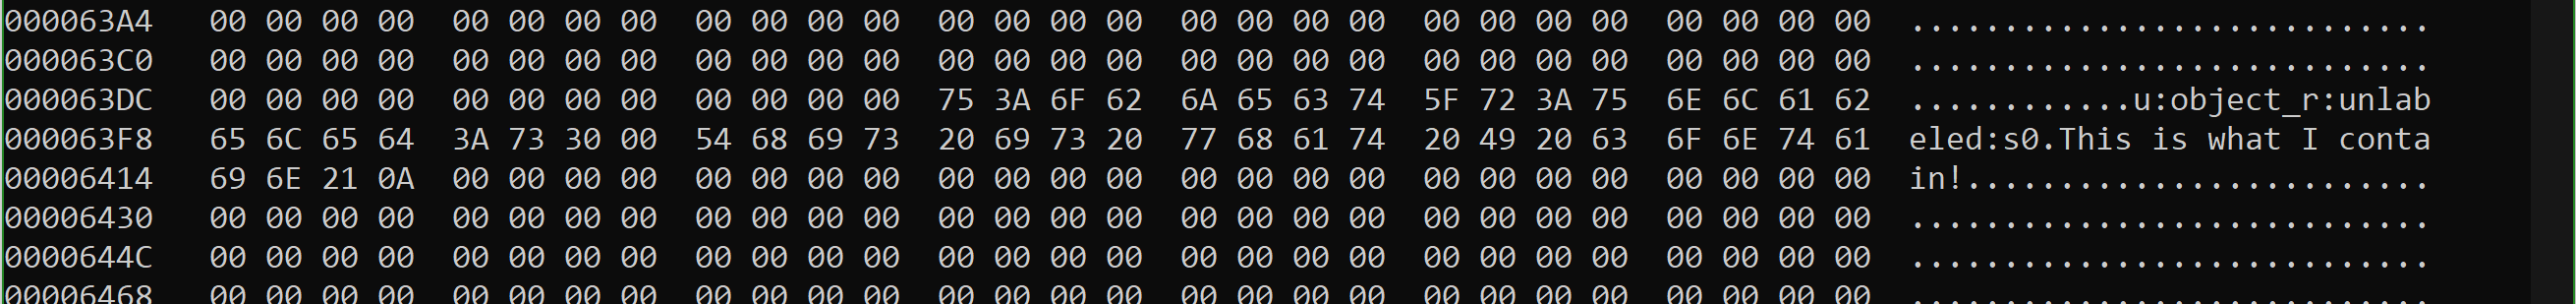 000063A4 00 00 00 00 00 00 00 00 00 00 00 00 00 00 00 00 00 00 00 00 00 00 00 00 00 00 00 00 ............................
000063C0 00 00 00 00 00 00 00 00 00 00 00 00 00 00 00 00 00 00 00 00 00 00 00 00 00 00 00 00 ............................
000063DC 00 00 00 00 00 00 00 00 00 00 00 00 75 3A 6F 62 6A 65 63 74 5F 72 3A 75 6E 6C 61 62 ............u:object_r:unlab
000063F8 65 6C 65 64 3A 73 30 00 54 68 69 73 20 69 73 20 77 68 61 74 20 49 20 63 6F 6E 74 61 eled:s0.This is what I conta
00006414 69 6E 21 0A 00 00 00 00 00 00 00 00 00 00 00 00 00 00 00 00 00 00 00 00 00 00 00 00 in!.........................
00006430 00 00 00 00 00 00 00 00 00 00 00 00 00 00 00 00 00 00 00 00 00 00 00 00 00 00 00 00 ............................
0000644C 00 00 00 00 00 00 00 00 00 00 00 00 00 00 00 00 00 00 00 00 00 00 00 00 00 00 00 00 ............................
00006468 00 00 00 00 00 00 00 00 00 00 00 00 00 00 00 00 00 00 00 00 00 00 00 00 00 00 00 00 ............................